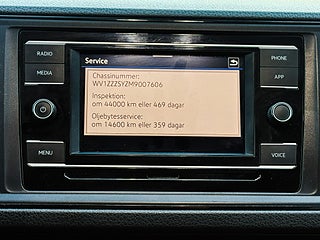 RADIO
MEDIA
MENU
Service
Chassinummer:
WV1ZZZSYZM9007606
Inspektion:
om 44000 km eller 469 dagar
Oljebytesservice:
om 14600 km eller 359 dagar
PHONE
APP
VOICE